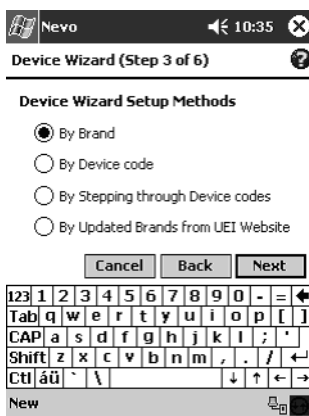 Nevo 10:35
Device Wizard (Step 3 of 6)
Device Wizard Setup Methods
By Brand
By Device code
By Stepping through Device codes
By Updated Brands from UEI Website
Cancel Back Next
123 1 2 3 4 5 6 7 8 9 0 - =
Tab q w e r t y u i o p [ ]
CAP a s d f g h j k l ; '
Shift z x c v b n m , . /
Ctl áü ` \
New